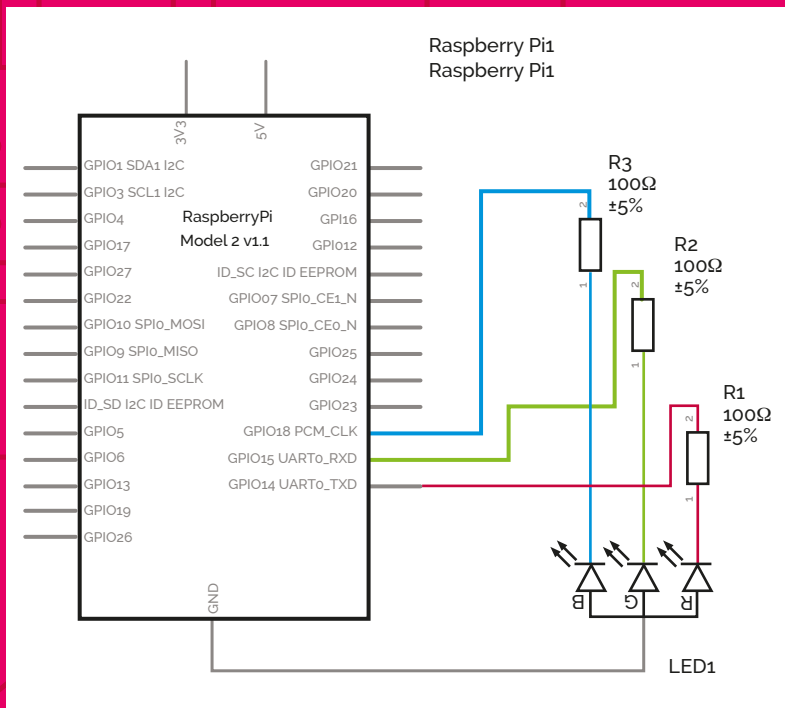 Raspberry Pi1
Raspberry Pi1
3V3
5V
GPIO1 SDA1 I2C
GPIO3 SCL1 I2C
GPIO4
GPIO17
GPIO27
GPIO22
GPIO10 SPI0_MOSI
GPIO9 SPI0_MISO
GPIO11 SPI0_SCLK
ID_SD I2C ID EEPROM
GPIO5
GPIO6
GPIO13
GPIO19
GPIO26
RaspberryPi
Model 2 v1.1
GPIO21
GPIO20
GPI16
GPI012
ID_SC I2C ID EEPROM
GPIO07 SPI0_CE1_N
GPIO8 SPI0_CE0_N
GPIO25
GPIO24
GPIO23
GPIO18 PCM_CLK
GPIO15 UART0_RXD
GPIO14 UART0_TXD
GND
R3
100Ω
±5%
2
1
R2
100Ω
±5%
2
1
R1
100Ω
±5%
2
1
B
G
R
LED1